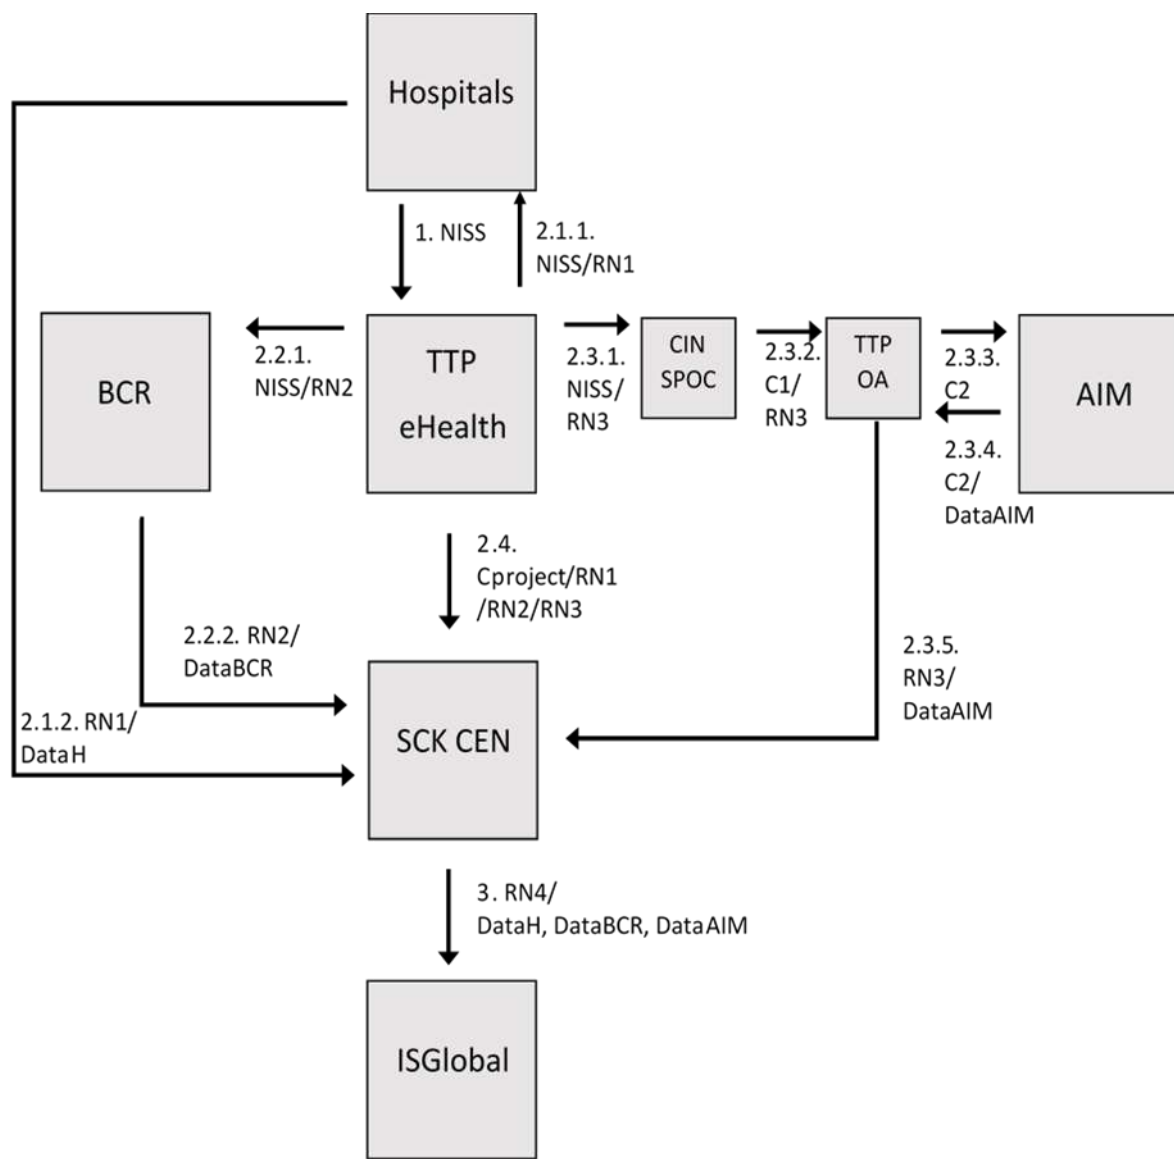 Hospitals
1. NISS
2.1.1.
NISS/RN1
BCR
2.2.1.
NISS/RN2
TTP
eHealth
2.3.1.
NISS/
RN3
CIN
SPOC
2.3.2.
C1/
RN3
TTP
OA
2.3.3.
C2
2.3.4.
C2/
DataAIM
AIM
2.4.
Cproject/RN1
/RN2/RN3
2.2.2. RN2/
DataBCR
2.3.5.
RN3/
DataAIM
2.1.2. RN1/
DataH
SCK CEN
3. RN4/
DataH, DataBCR, DataAIM
ISGlobal